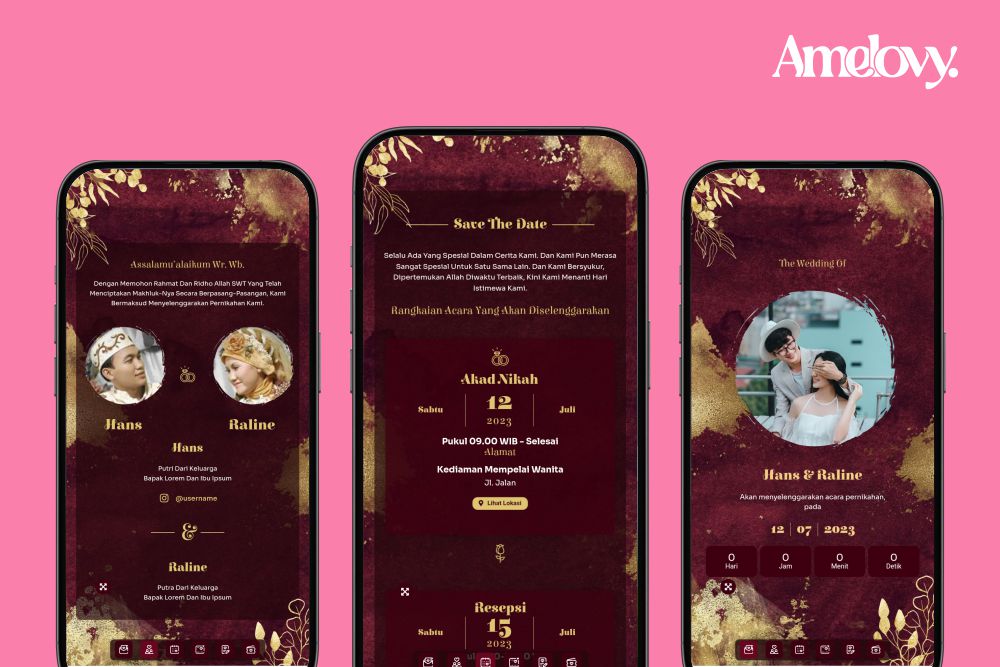 Amelovy.
Assalamu'alaikum Wr. Wb.
Dengan Memohon Rahmat Dan Ridho Allah SWT Yang Telah
Menciptakan Makhluk-Nya Secara Berpasang-Pasangan, Kami
Bermaksud Menyelenggarakan Pernikahan Kami.
Hans
Raline
Hans
Putri Dari Keluarga
Bapak Lorem Dan Ibu Ipsum
@username
&
Raline
Putra Dari Keluarga
Bapak Lorem Dan Ibu Ipsum
Save The Date
Selalu Ada Yang Spesial Dalam Cerita Kami. Dan Kami Pun Merasa
Sangat Spesial Untuk Satu Sama Lain. Dan Kami Bersyukur,
Dipertemukan Allah Diwaktu Terbaik, Kini Kami Menanti Hari
Istimewa Kami.
Rangkaian Acara Yang Akan Diselenggarakan
Akad Nikah
Sabtu
12
2023
Juli
Pukul 09.00 WIB - Selesai
Alamat
Kediaman Mempelai Wanita
Jl. Jalan
Lihat Lokasi
Resepsi
Sabtu
15
2023
Juli
The Wedding Of
Hans & Raline
Akan menyelenggarakan acara pernikahan,
pada
12 | 07 | 2023
0 0 0 0
Hari Jam Menit Detik